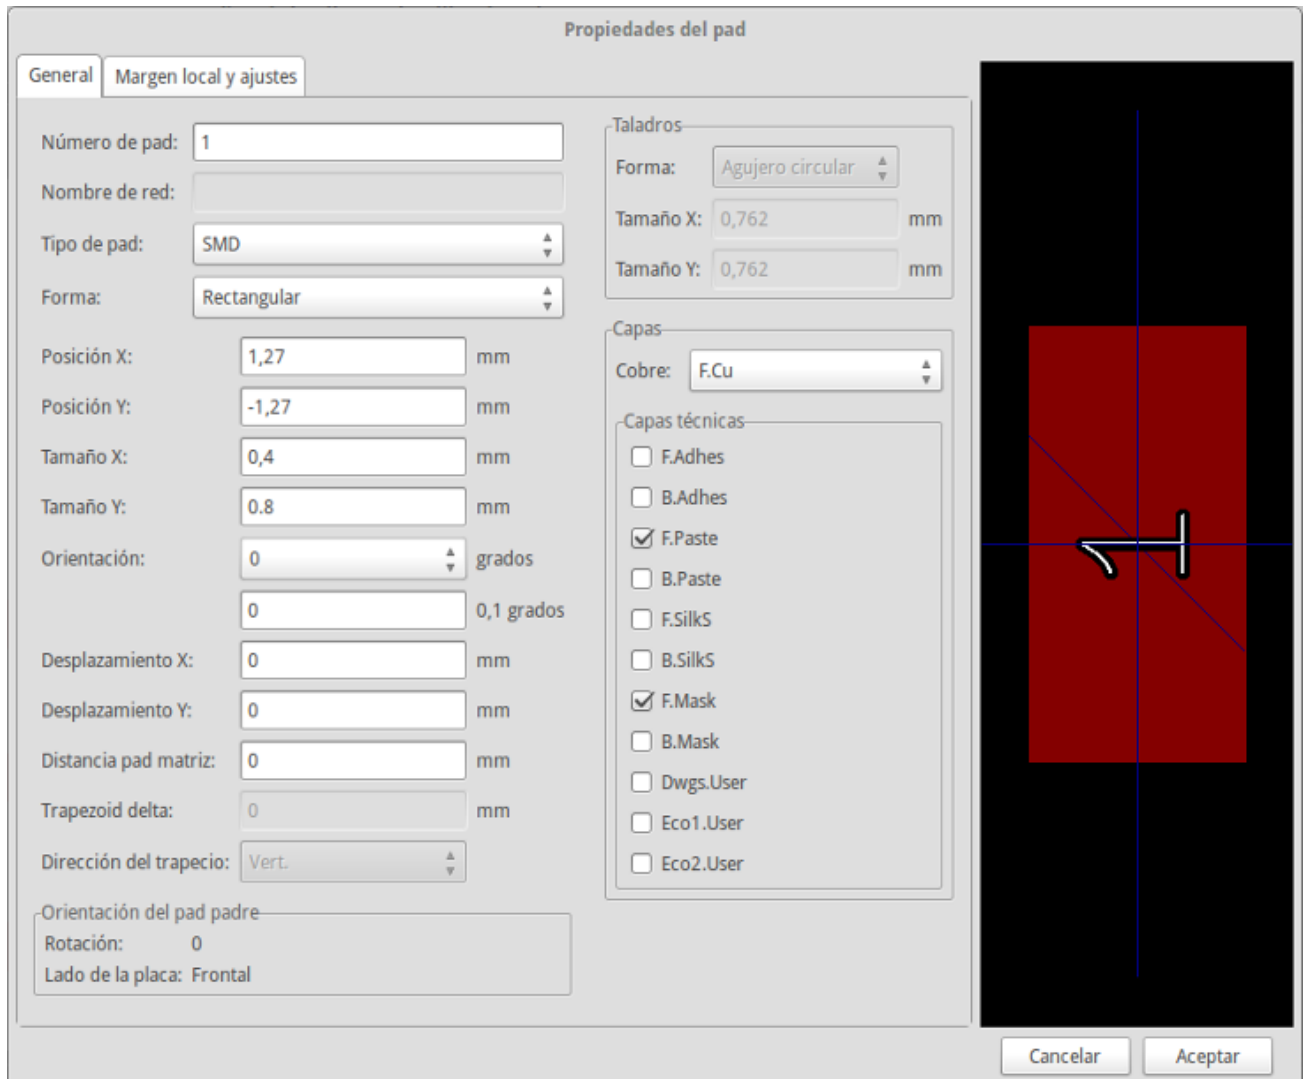 Propiedades del pad
General
Margen local y ajustes
Número de pad: 1
Nombre de red:
Tipo de pad: SMD
Forma: Rectangular
Posición X: 1,27 mm
Posición Y: -1,27 mm
Tamaño X: 0,4 mm
Tamaño Y: 0.8 mm
Orientación: 0 grados
0 0,1 grados
Desplazamiento X: 0 mm
Desplazamiento Y: 0 mm
Distancia pad matriz: 0 mm
Trapezoid delta: 0 mm
Dirección del trapecio: Vert.
Orientación del pad padre
Rotación: 0
Lado de la placa: Frontal
Taladros
Forma: Agujero circular
Tamaño X: 0,762 mm
Tamaño Y: 0,762 mm
Capas
Cobre: F.Cu
Capas técnicas
F.Adhes
B.Adhes
F.Paste
B.Paste
F.SilkS
B.SilkS
F.Mask
B.Mask
Dwgs.User
Eco1.User
Eco2.User
1
Cancelar
Aceptar